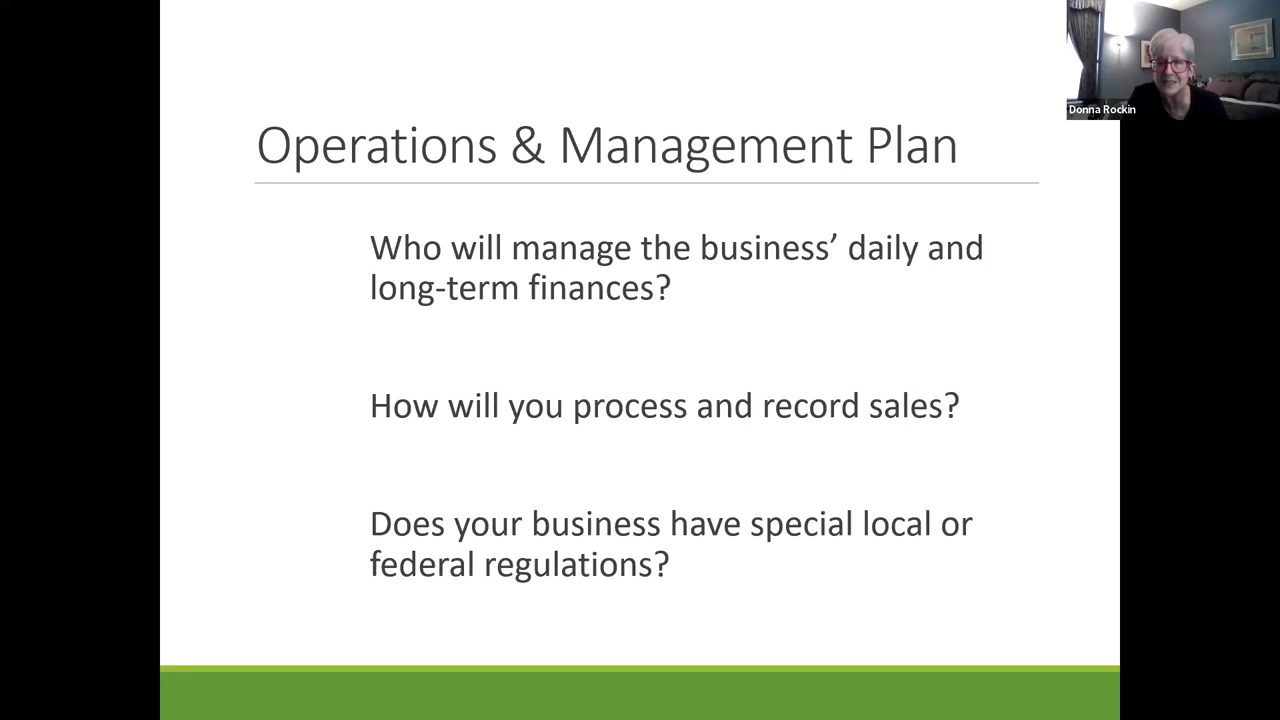 Donna Rockin
Operations & Management Plan
Who will manage the business’ daily and
long-term finances?
How will you process and record sales?
Does your business have special local or
federal regulations?